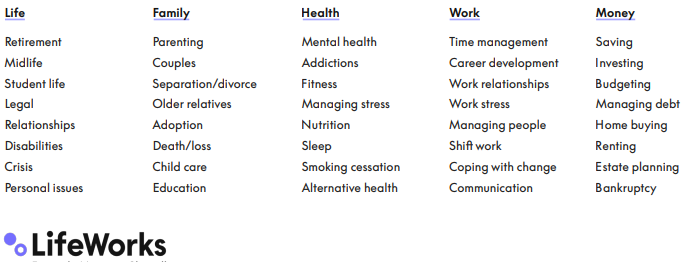 Life Family Health Work Money
Retirement Parenting Mental health Time management Saving
Midlife Couples Addictions Career development Investing
Student life Separation/divorce Fitness Work relationships Budgeting
Legal Older relatives Managing stress Work stress Managing debt
Relationships Adoption Nutrition Managing people Home buying
Disabilities Death/loss Sleep Shift work Renting
Crisis Child care Smoking cessation Coping with change Estate planning
Personal issues Education Alternative health Communication Bankruptcy
LifeWorks